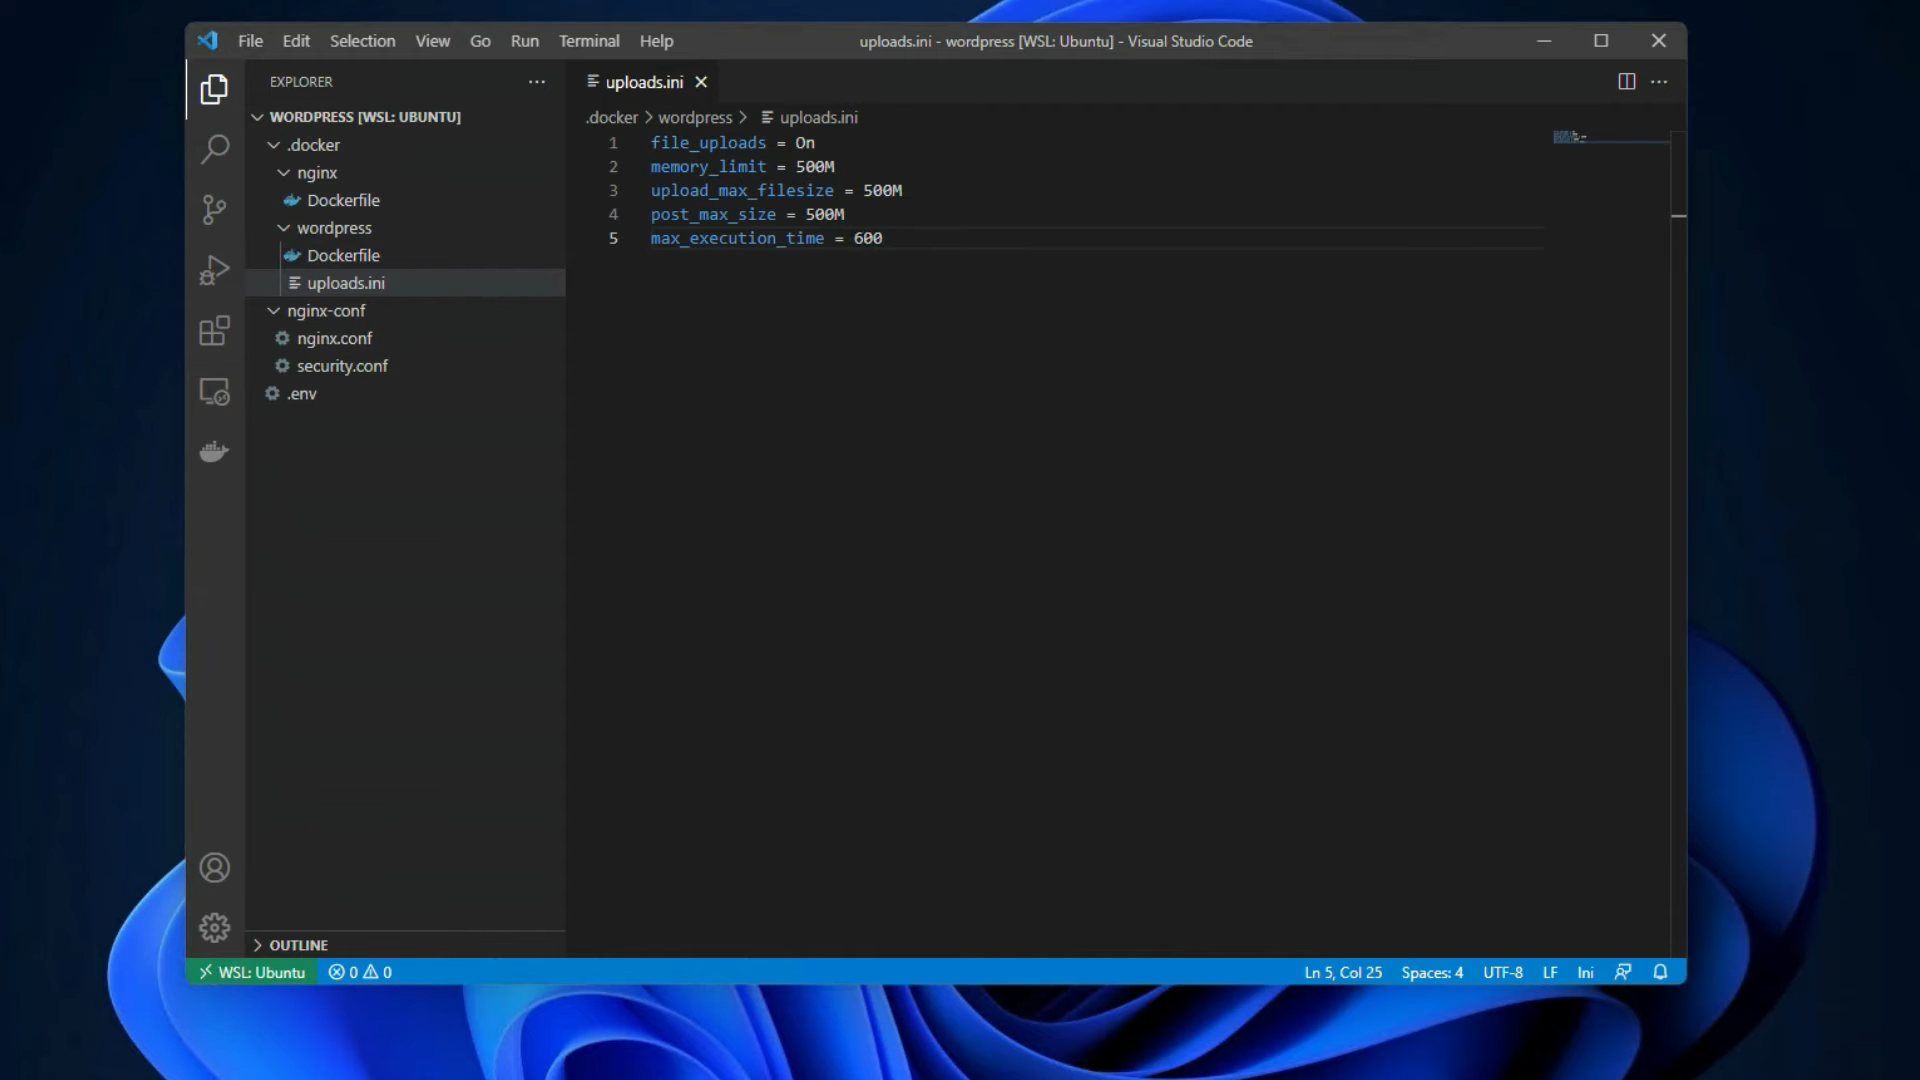 File Edit Selection View Go Run Terminal Help
uploads.ini - wordpress [WSL: Ubuntu] - Visual Studio Code
EXPLORER
WORDPRESS [WSL: UBUNTU]
.docker
nginx
Dockerfile
wordpress
Dockerfile
uploads.ini
nginx-conf
nginx.conf
security.conf
.env
OUTLINE
uploads.ini
.docker > wordpress > uploads.ini
1 file_uploads = On
2 memory_limit = 500M
3 upload_max_filesize = 500M
4 post_max_size = 500M
5 max_execution_time = 600
WSL: Ubuntu 0 0 Ln 5, Col 25 Spaces: 4 UTF-8 LF Ini